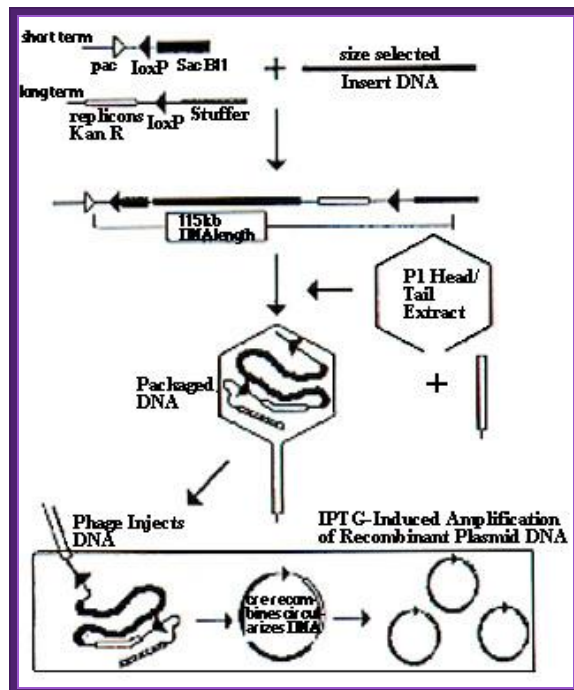 short term
pac loxP SacBII
+
size selected
Insert DNA
long term
replicons loxP Stuffer
Kan R
115kb
DNA length
P1 Head/
Tail
Extract
+
Packaged
DNA
Phage Injects
DNA
IPTG-Induced Amplification
of Recombinant Plasmid DNA
cre recom-
bines circul-
arizes DNA